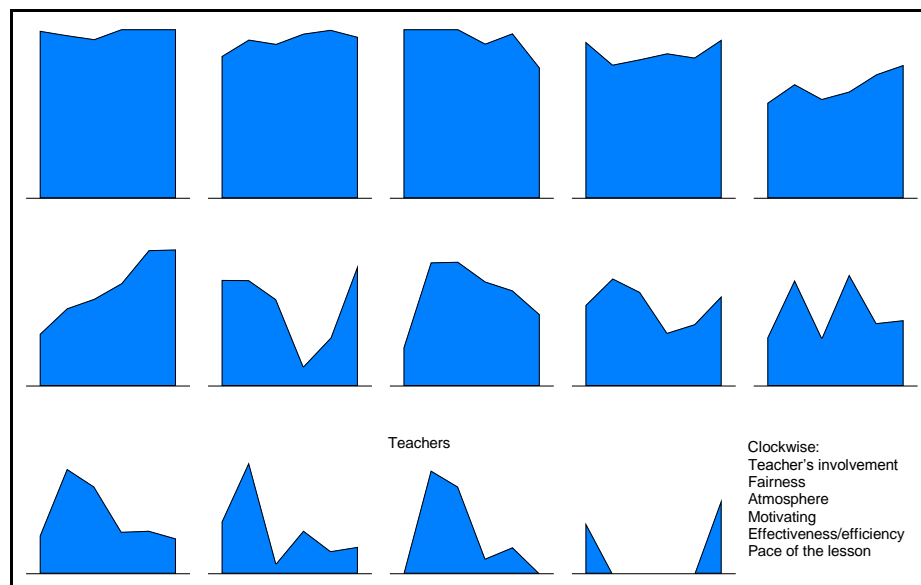 Teachers
Clockwise:
Teacher's involvement
Fairness
Atmosphere
Motivating
Effectiveness/efficiency
Pace of the lesson